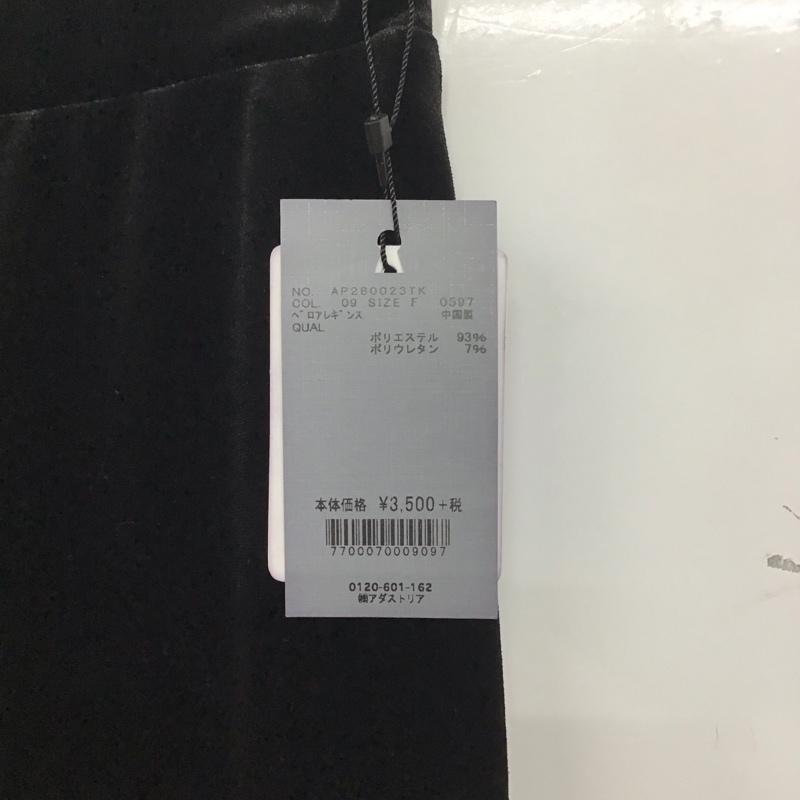 NO. AP280023TK
COL. 09 SIZE F 0597
ベロアレギンス 中国製
QUAL
ポリエステル 93%
ポリウレタン 7%
本体価格 ¥3,500+税
7700070009097
0120-601-162
㈱アダストリア